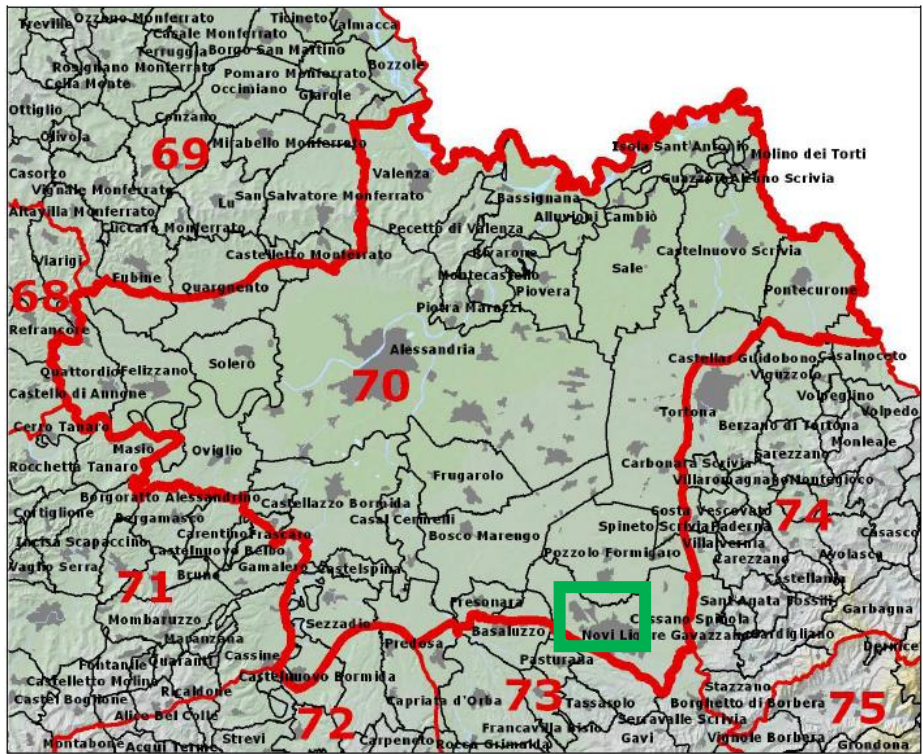 Ozzano Monferrato
Ticineto
Treville
Casale Monferrato
Valmacca
Terruggia
Borgo San Martino
Rosignano Monferrato
Bozzole
Cella Monte
Pomaro Monferrato
Occimiano
Giarole
Ottiglio
Conzano
Olivola
69
Mirabello Monferrato
Isola Sant'Antonio
Molino dei Torti
Casorzo
Valenza
Vignale Monferrato
Guazzora
Alzano Scrivia
Lu
San Salvatore Monferrato
Bassignana
Altavilla Monferrato
Alluvioni Cambiò
Cuccaro Monferrato
Pecetto di Valenza
Viarigi
Castelletto Monferrato
Rivarone
Castelnuovo Scrivia
Fubine
Montecastello
Sale
Quargnento
Piovera
Pontecurone
68
Pietra Marazzi
Refrancore
Alessandria
Quattordio
Felizzano
Solero
Castellar Guidobono
Casalnoceto
Viguzzolo
70
Castello di Annone
Volpeglino
Tortona
Volpedo
Cerro Tanaro
Berzano di Tortona
Monleale
Masio
Oviglio
Sarezzano
Rocchetta Tanaro
Carbonara Scrivia
Frugarolo
Villaromagnano
Montegioco
Borgoratto Alessandrino
Castellazzo Bormida
Cortiglione
Costa Vescovato
74
Bergamasco
Casal Cermelli
Spineto Scrivia
Paderna
Carentino
Frascaro
Bosco Marengo
Villalvernia
Casasco
Incisa Scapaccino
Castelnuovo Belbo
Pozzolo Formigaro
Avolasca
Carezzano
Vaglio Serra
Gamalero
Castelspina
71
Bruno
Castellania
Sant'Agata Fossili
Fresonara
Garbagna
Mombaruzzo
Sezzadio
Cassano Spinola
Basaluzzo
Novi Ligure
Gavazzana
Sardigliano
Maranzana
Predosa
Dernice
Fontanile
Quaranti
Cassine
Pasturana
Castelletto Molina
Castelnuovo Bormida
Stazzano
Castel Boglione
Ricaldone
Capriata d'Orba
73
Tassarolo
Borghetto di Borbera
75
Alice Bel Colle
72
Francavilla Bisio
Serravalle Scrivia
Montabone
Acqui Terme
Strevi
Carpeneto
Rocca Grimalda
Gavi
Vignole Borbera
Grondona